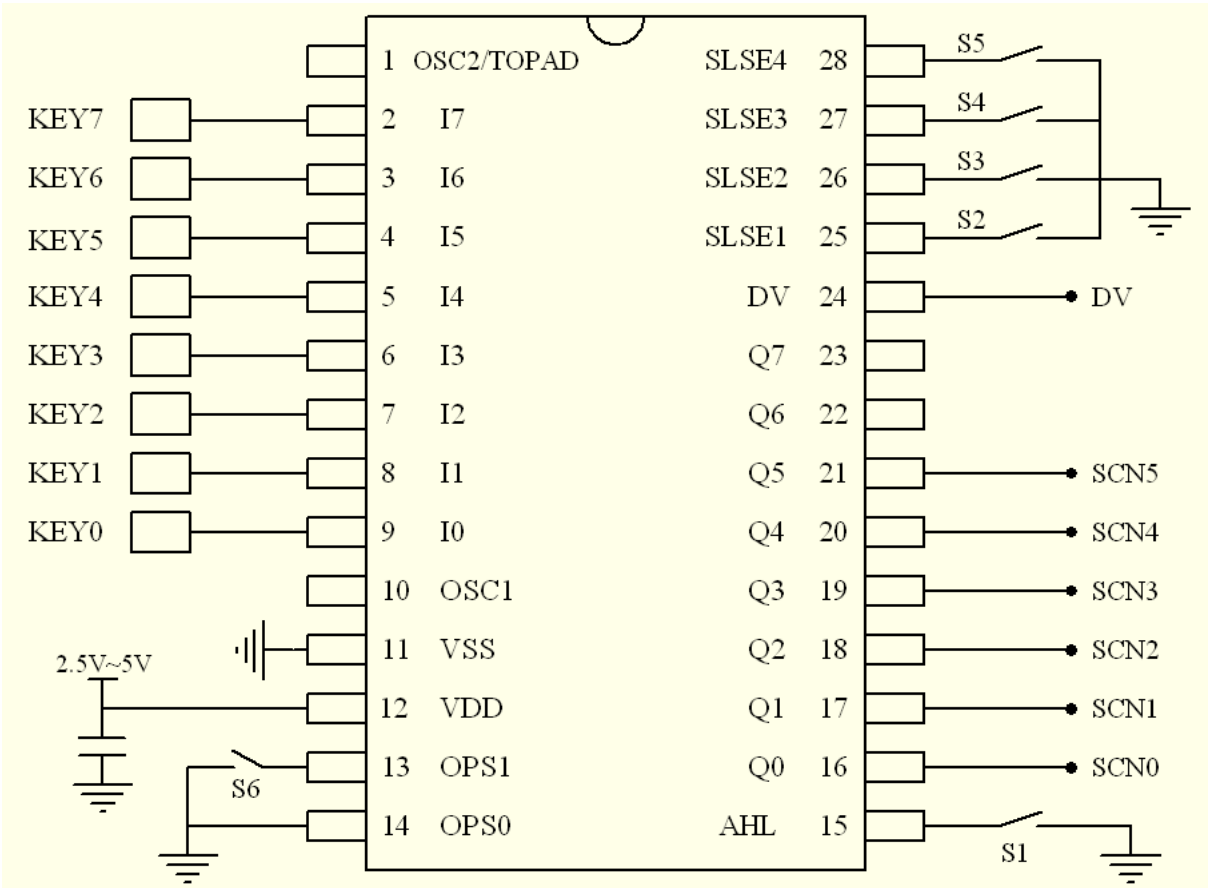 1 OSC2/TOPAD SLSE4 28 S5
KEY7 2 I7 SLSE3 27 S4
KEY6 3 I6 SLSE2 26 S3
KEY5 4 I5 SLSE1 25 S2
KEY4 5 I4 DV 24 DV
KEY3 6 I3 Q7 23
KEY2 7 I2 Q6 22
KEY1 8 I1 Q5 21 SCN5
KEY0 9 I0 Q4 20 SCN4
10 OSC1 Q3 19 SCN3
11 VSS Q2 18 SCN2
2.5V~5V
12 VDD Q1 17 SCN1
13 OPS1 Q0 16 SCN0
S6
14 OPS0 AHL 15
S1